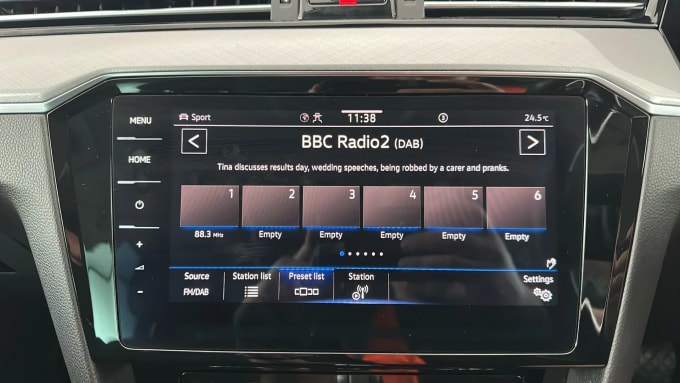 MENU
HOME
Sport
11:38
24.5°C
BBC Radio2 (DAB)
Tina discusses results day, wedding speeches, being robbed by a carer and pranks.
1 2 3 4 5 6
88.3 MHz Empty Empty Empty Empty Empty
Source Station list Preset list Station Settings
FM/DAB